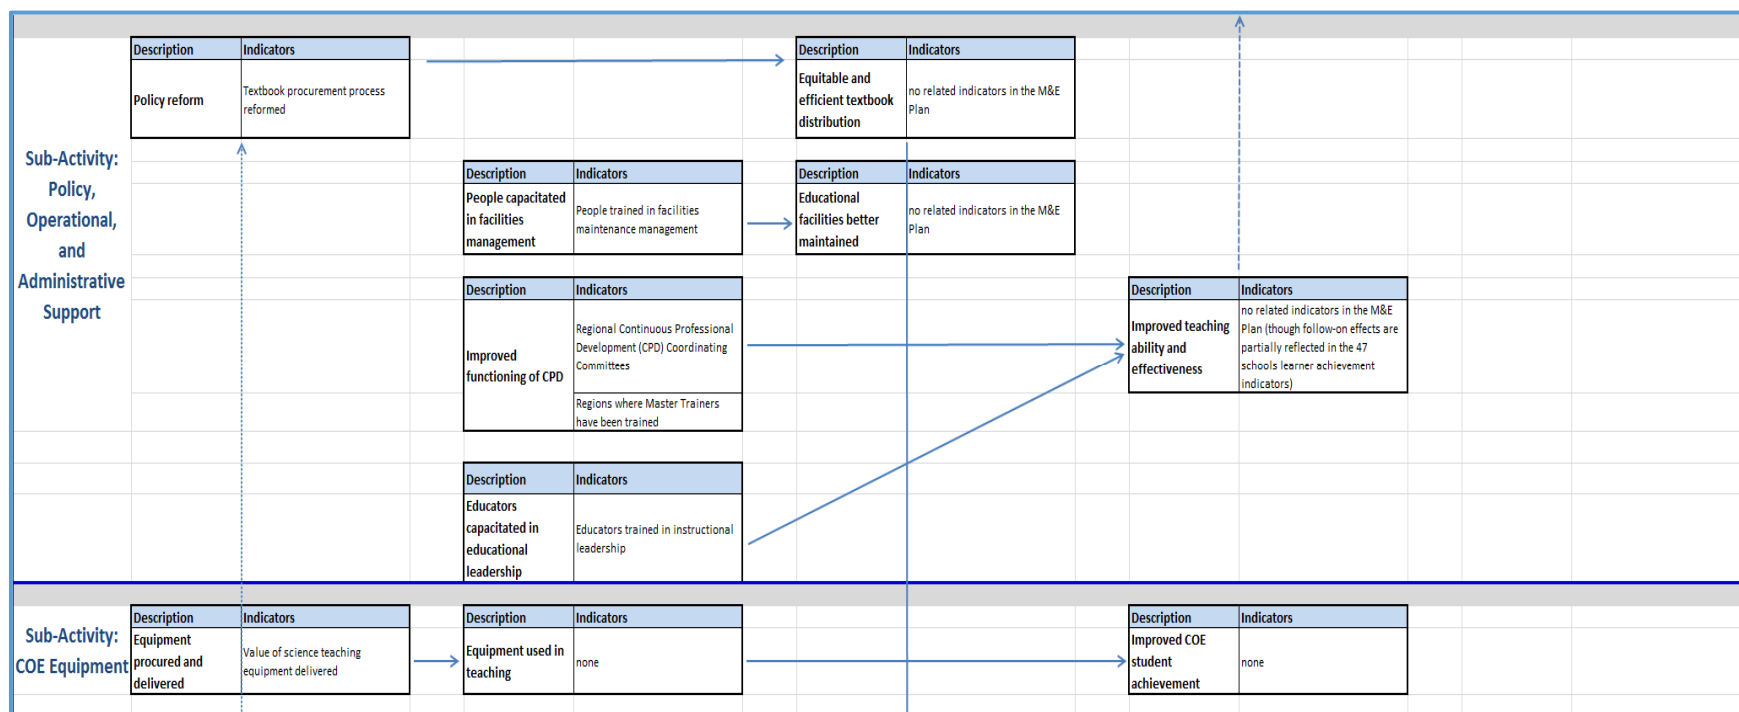 Sub-Activity:
Policy,
Operational,
and
Administrative
Support
Description Indicators
Policy reform
Textbook procurement process
reformed
Description Indicators
Equitable and
efficient textbook
distribution
no related indicators in the M&E
Plan
Description Indicators
People capacitated
in facilities
management
People trained in facilities
maintenance management
Description Indicators
Educational
facilities better
maintained
no related indicators in the M&E
Plan
Description Indicators
Improved
functioning of CPD
Regional Continuous Professional
Development (CPD) Coordinating
Committees
Regions where Master Trainers
have been trained
Description Indicators
Improved teaching
ability and
effectiveness
no related indicators in the M&E
Plan (though follow-on effects are
partially reflected in the 47
schools learner achievement
indicators)
Description Indicators
Educators
capacitated in
educational
leadership
Educators trained in instructional
leadership
Sub-Activity:
COE Equipment
Description Indicators
Equipment
procured and
delivered
Value of science teaching
equipment delivered
Description Indicators
Equipment used in
teaching
none
Description Indicators
Improved COE
student
achievement
none